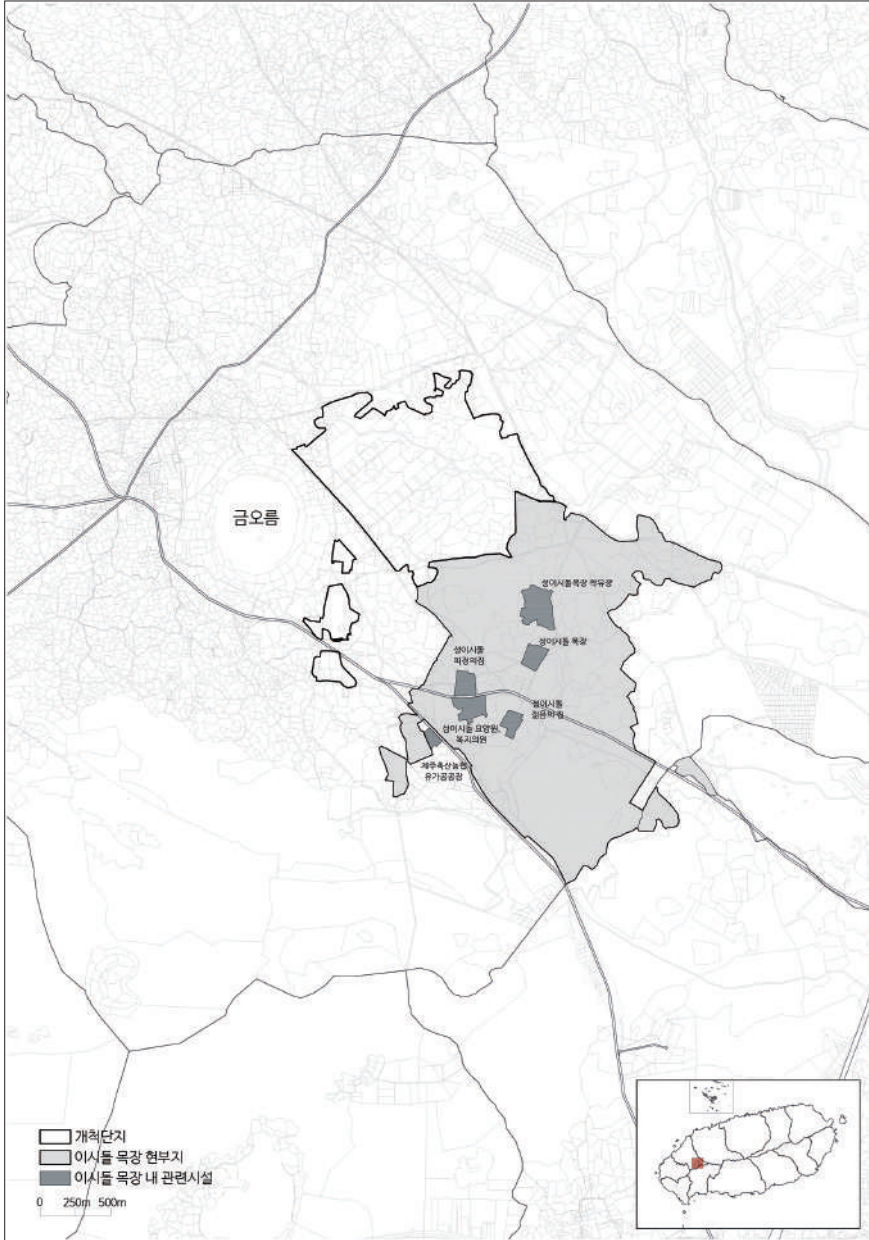 금오름
성이시돌목장 착유장
성이시돌 목장
성이시돌
피정의집
성이시돌
젊음의집
성이시돌 요양원,
복지의원
제주축산농협
유가공공장
개척단지
이시돌 목장 현부지
이시돌 목장 내 관련시설
0 250m 500m